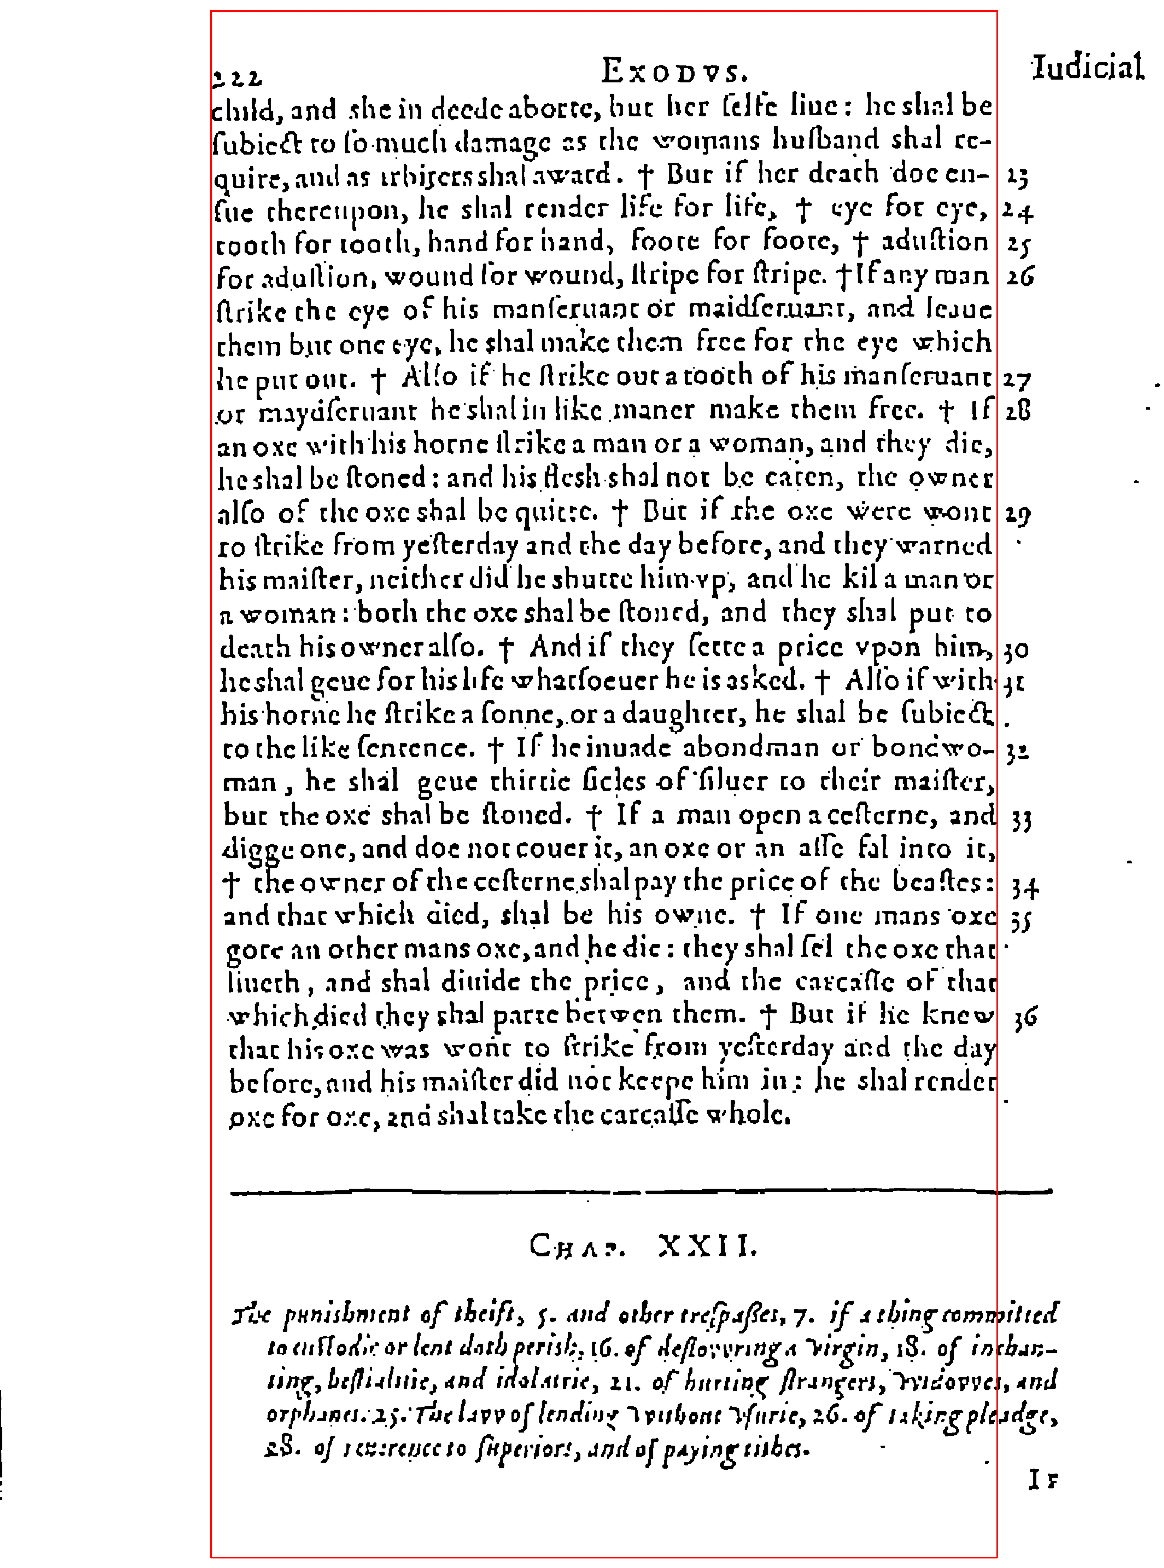 222 EXODVS. Iudicial
child, and she in deede aborte, but her ſelfe liue: he shal be
ſubiect to ſo much damage as the womans huſband shal re-
quire, and as arbiters shal award. † But if her death doe en- 23
ſue thereupon, he shal render life for life, † eye for eye, 24
tooth for tooth, hand for hand, foote for foote, † aduſtion 25
for aduſtion, wound for wound, ſtripe for ſtripe. † If any man 26
ſtrike the eye of his manſeruant or maidſeruant, and leaue
them but one eye, he shal make them free for the eye which
he put out. † Alſo if he ſtrike out a tooth of his manſeruant 27
or maydſeruant he shal in like maner make them free. † If 28
an oxe with his horne ſtrike a man or a woman, and they die,
he shal be ſtoned: and his flesh shal not be eaten, the owner
alſo of the oxe shal be quitte. † But if the oxe were wont 29
to ſtrike from yeſterday and the day before, and they warned
his maiſter, neither did he shutte him vp, and he kil a man or
a woman: both the oxe shal be ſtoned, and they shal put to
death his owner alſo. † And if they ſette a price vpon him, 30
he shal geue for his life whatſoeuer he is asked. † Alſo if with 31
his horne he ſtrike a ſonne, or a daughter, he shal be ſubiect
to the like ſentence. † If he inuade a bondman or bondwo- 32
man, he shal geue thirtie ſicles of ſiluer to their maiſter,
but the oxe shal be ſtoned. † If a man open a ceſterne, and 33
digge one, and doe not couer it, an oxe or an aſſe fal into it,
† the owner of the ceſterne shal pay the price of the beaſtes: 34
and that which died, shal be his owne. † If one mans oxe 35
gore an other mans oxe, and he die: they shal ſel the oxe that
liueth, and shal diuide the price, and the carcaſſe of that
which died they shal parte betwen them. † But if he knew 36
that his oxe was wont to ſtrike from yeſterday and the day
before, and his maiſter did not keepe him in: he shal render
oxe for oxe, and shal take the carcaſſe whole.
CHAP. XXII.
The punishment of theift, 5. and other treſpaſſes, 7. if a thing committed
to cuſtodie or lent doth perish. 16. of deflovvring a virgin, 18. of inchan-
ting, beſtialitie, and idolatrie, 21. of hurting ſtrangers, vvidovves, and
orphanes. 25. The lavv of lending vvithout vſurie, 26. of taking pleadge,
28. of reuerence to ſuperiors, and of paying tithes.
IF